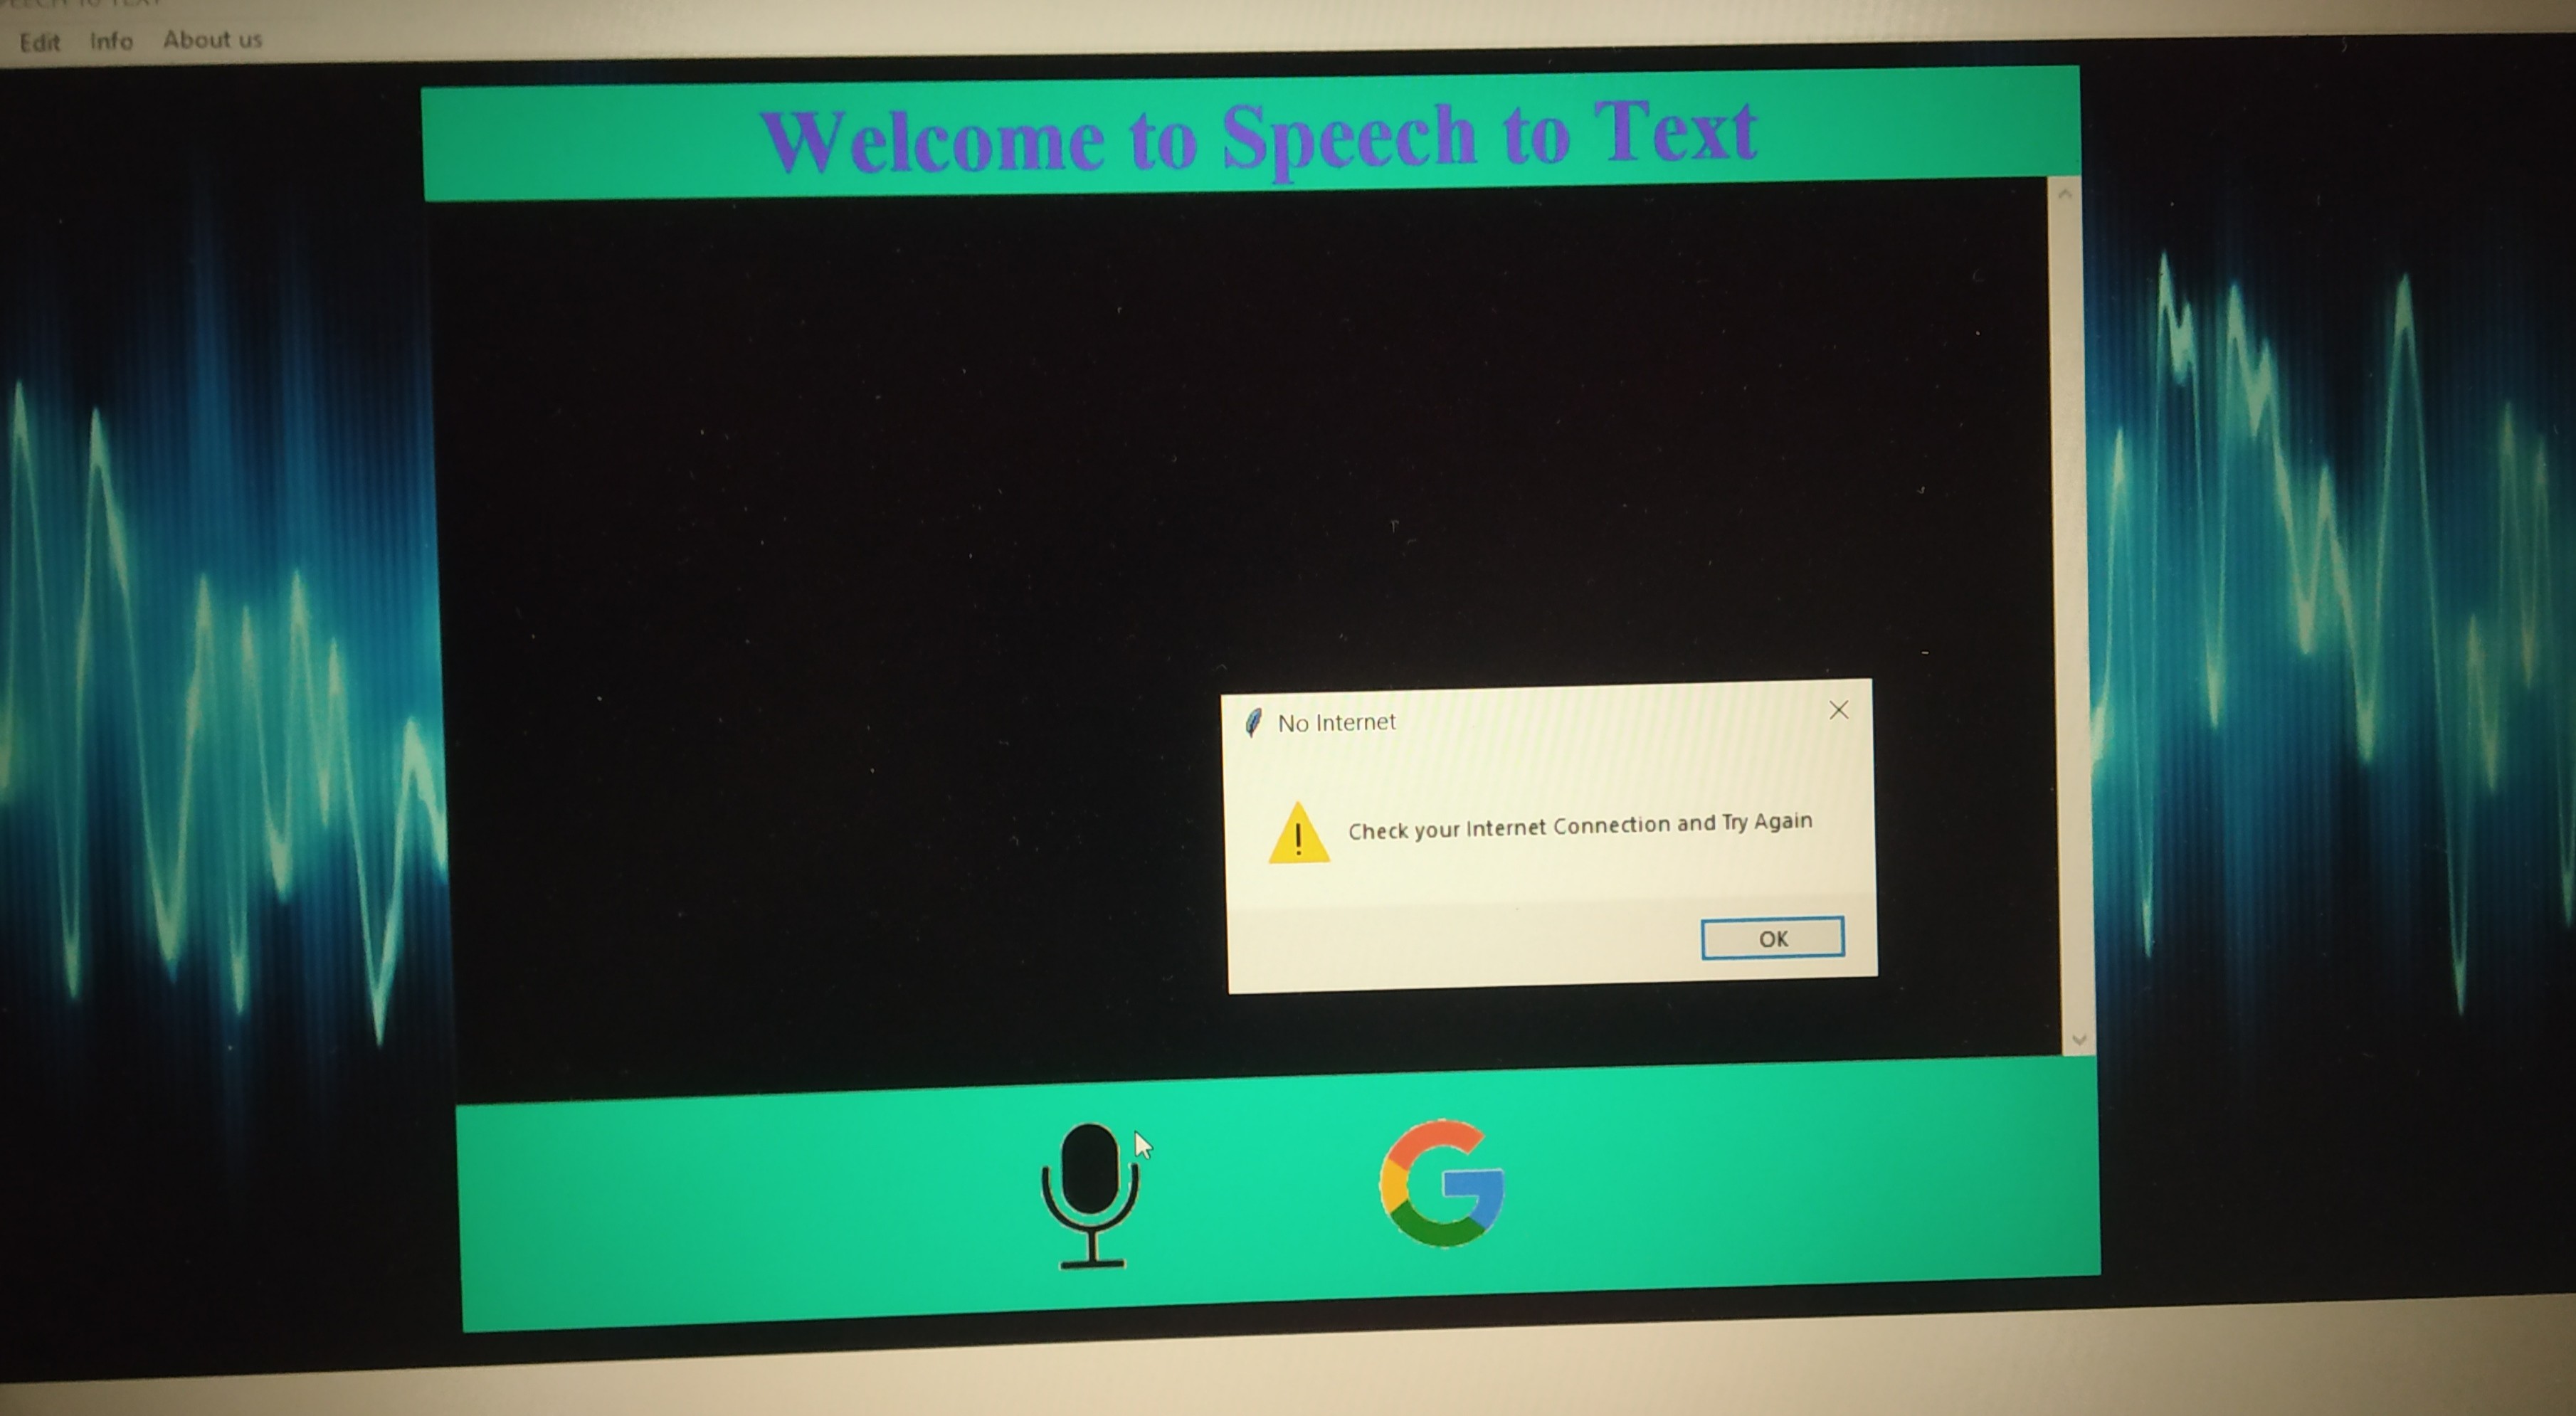 Edit Info About us
Welcome to Speech to Text
No Internet
Check your Internet Connection and Try Again
OK